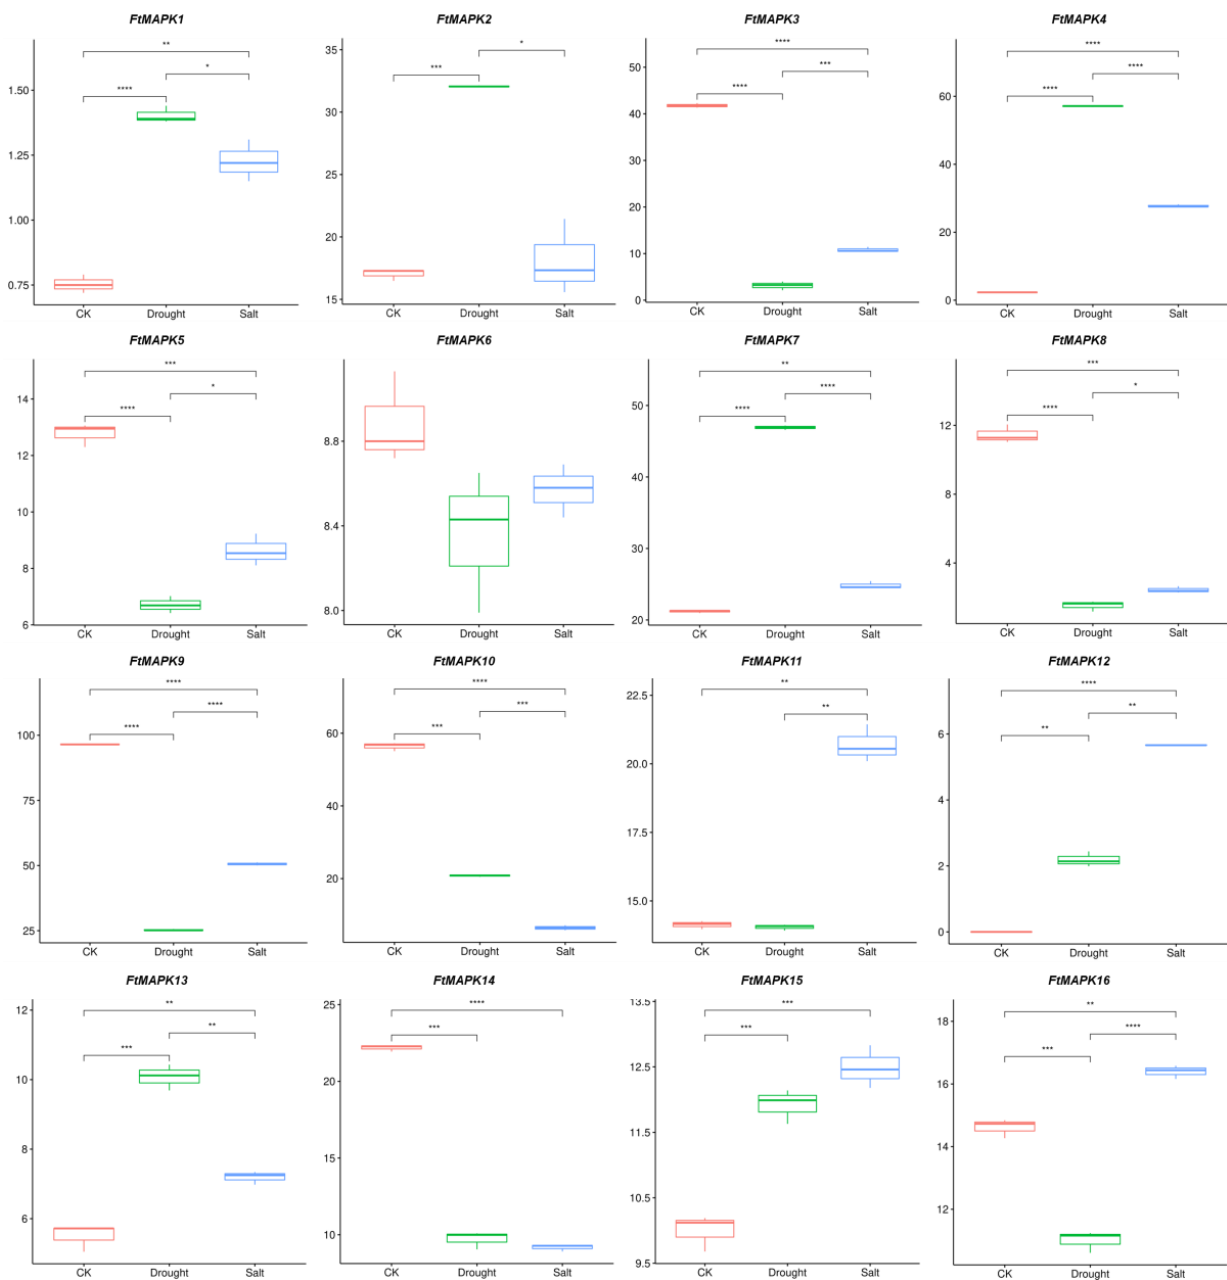 FtMAPK1 FtMAPK2 FtMAPK3 FtMAPK4
** * **** ****
* *** *** ****
**** **** ****
1.50 1.25 1.00 0.75
35 30 25 20 15
50 40 30 20 10 0
60 40 20 0
CK Drought Salt CK Drought Salt CK Drought Salt CK Drought Salt
FtMAPK5 FtMAPK6 FtMAPK7 FtMAPK8
*** ** ***
* **** *
**** **** ****
14 12 10 8 6
8.8 8.4 8.0
50 40 30 20
12 8 4
CK Drought Salt CK Drought Salt CK Drought Salt CK Drought Salt
FtMAPK9 FtMAPK10 FtMAPK11 FtMAPK12
**** **** ** ****
**** *** ** **
**** *** **
100 75 50 25
60 40 20
22.5 20.0 17.5 15.0
6 4 2 0
CK Drought Salt CK Drought Salt CK Drought Salt CK Drought Salt
FtMAPK13 FtMAPK14 FtMAPK15 FtMAPK16
** **** *** **
** *** *** ****
*** ***
12 10 8 6
25 20 15 10
13.5 12.5 11.5 10.5 9.5
18 16 14 12
CK Drought Salt CK Drought Salt CK Drought Salt CK Drought Salt